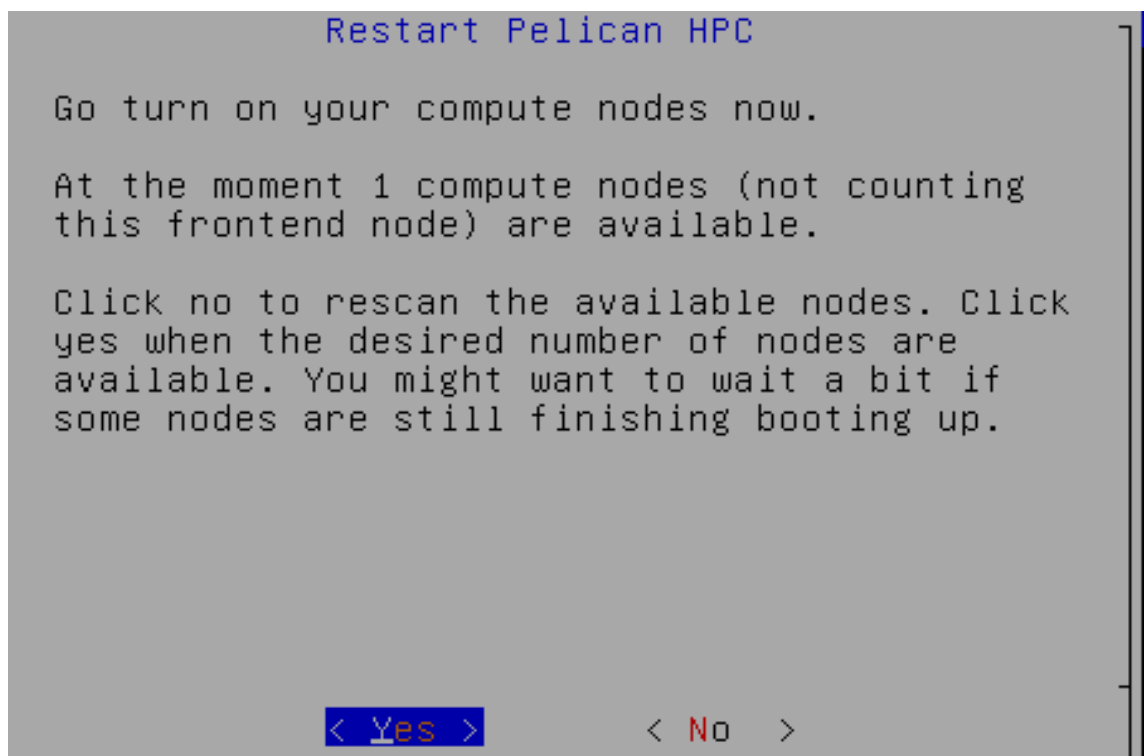 Restart Pelican HPC
Go turn on your compute nodes now.
At the moment 1 compute nodes (not counting
this frontend node) are available.
Click no to rescan the available nodes. Click
yes when the desired number of nodes are
available. You might want to wait a bit if
some nodes are still finishing booting up.
< Yes > < No >